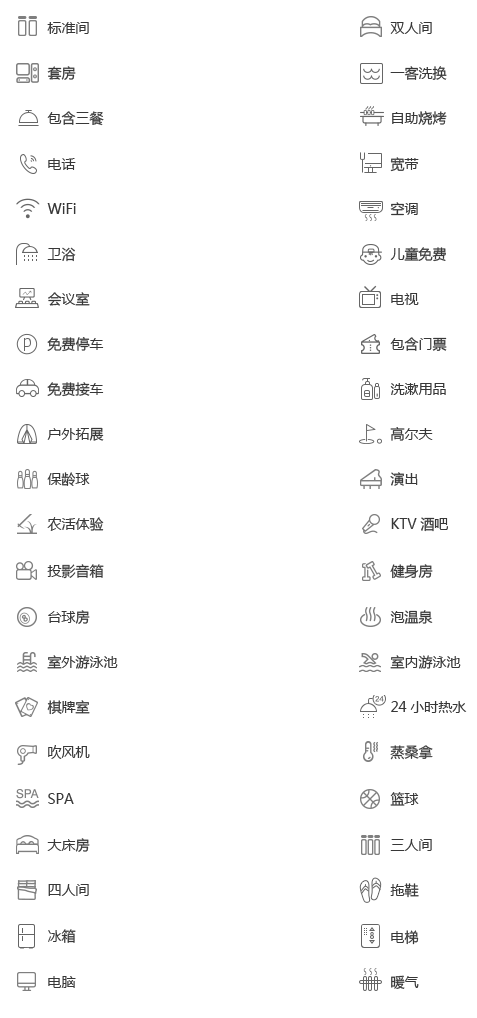 标准间 双人间
套房 一客洗换
包含三餐 自助烧烤
电话 宽带
WiFi 空调
卫浴 儿童免费
会议室 电视
免费停车 包含门票
免费接车 洗漱用品
户外拓展 高尔夫
保龄球 演出
农活体验 KTV 酒吧
投影音箱 健身房
台球房 泡温泉
室外游泳池 室内游泳池
棋牌室 24 小时热水
吹风机 蒸桑拿
SPA 篮球
大床房 三人间
四人间 拖鞋
冰箱 电梯
电脑 暖气